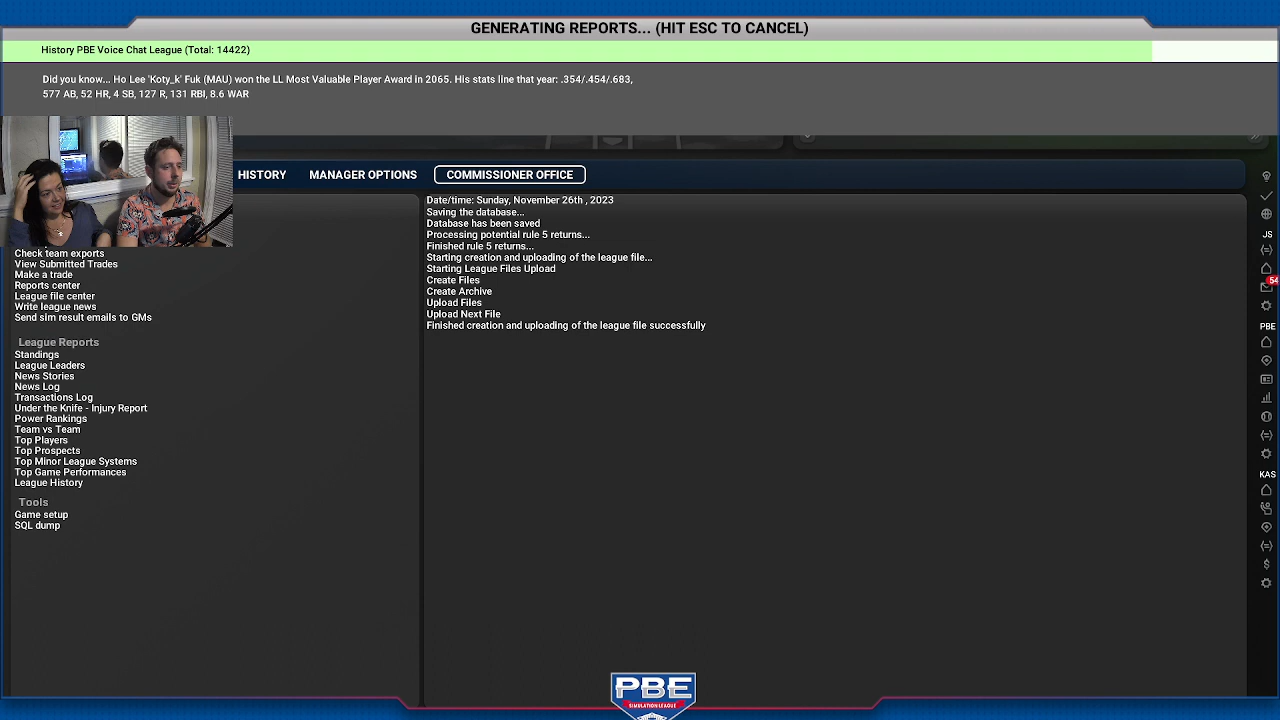 GENERATING REPORTS... (HIT ESC TO CANCEL)
History PBE Voice Chat League (Total: 14422)
Did you know... Ho Lee 'Koty_k' Fuk (MAU) won the LL Most Valuable Player Award in 2065. His stats line that year: .354/.454/.683,
577 AB, 52 HR, 4 SB, 127 R, 131 RBI, 8.6 WAR
HISTORY MANAGER OPTIONS COMMISSIONER OFFICE
Check team exports
View Submitted Trades
Make a trade
Reports center
League file center
Write league news
Send sim result emails to GMs
League Reports
Standings
League Leaders
News Stories
News Log
Transactions Log
Under the Knife - Injury Report
Power Rankings
Team vs Team
Top Players
Top Prospects
Top Minor League Systems
Top Game Performances
League History
Tools
Game setup
SQL dump
Date/time: Sunday, November 26th , 2023
Saving the database...
Database has been saved
Processing potential rule 5 returns...
Finished rule 5 returns...
Starting creation and uploading of the league file...
Starting League Files Upload
Create Files
Create Archive
Upload Files
Upload Next File
Finished creation and uploading of the league file successfully
JS
54
PBE
KAS
PBE
SIMULATION LEAGUE